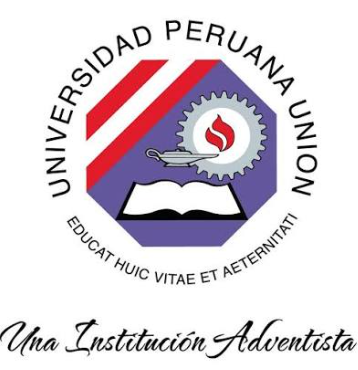 UNIVERSIDAD PERUANA UNION
EDUCAT HUIC VITAE ET AETERNITATI
Una Institución Adventista